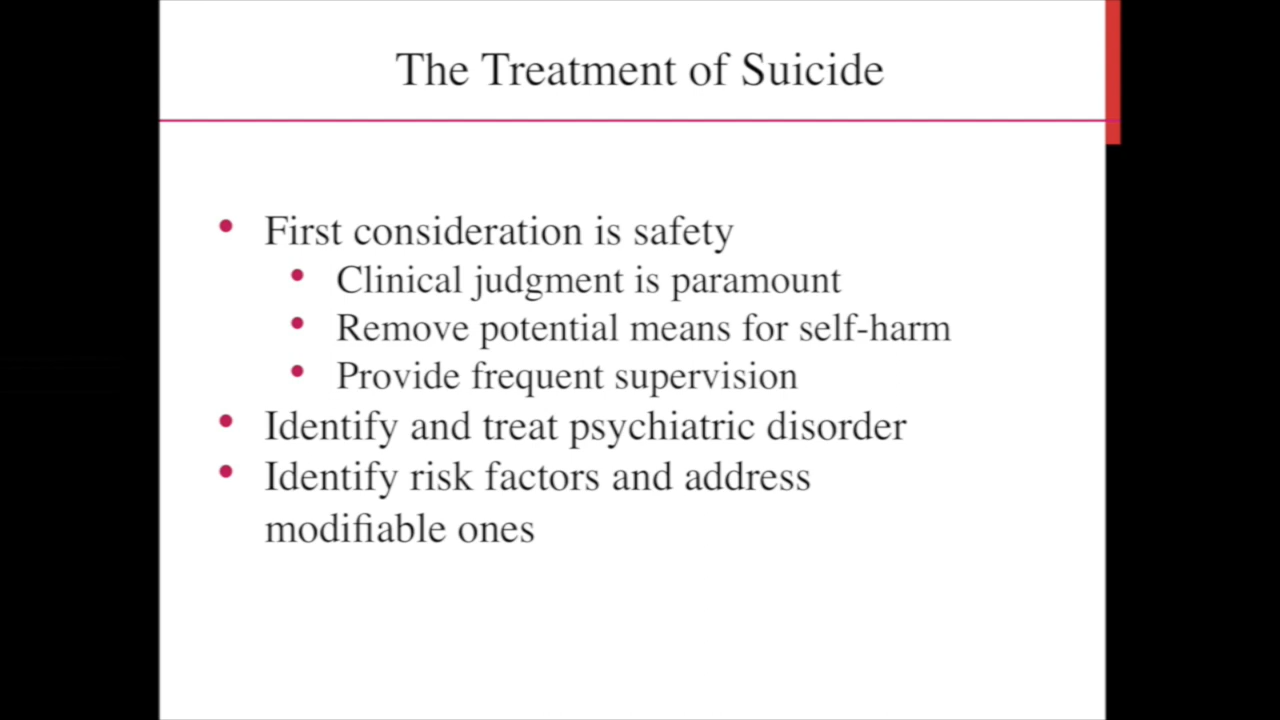 The Treatment of Suicide
• First consideration is safety
• Clinical judgment is paramount
• Remove potential means for self-harm
• Provide frequent supervision
• Identify and treat psychiatric disorder
• Identify risk factors and address
modifiable ones